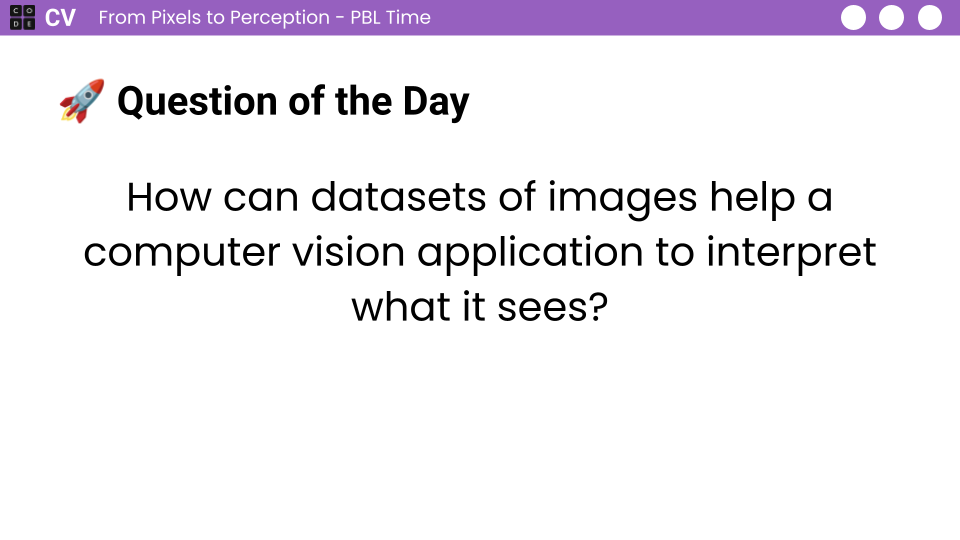 CODE CV From Pixels to Perception - PBL Time
🚀 Question of the Day
How can datasets of images help a
computer vision application to interpret
what it sees?